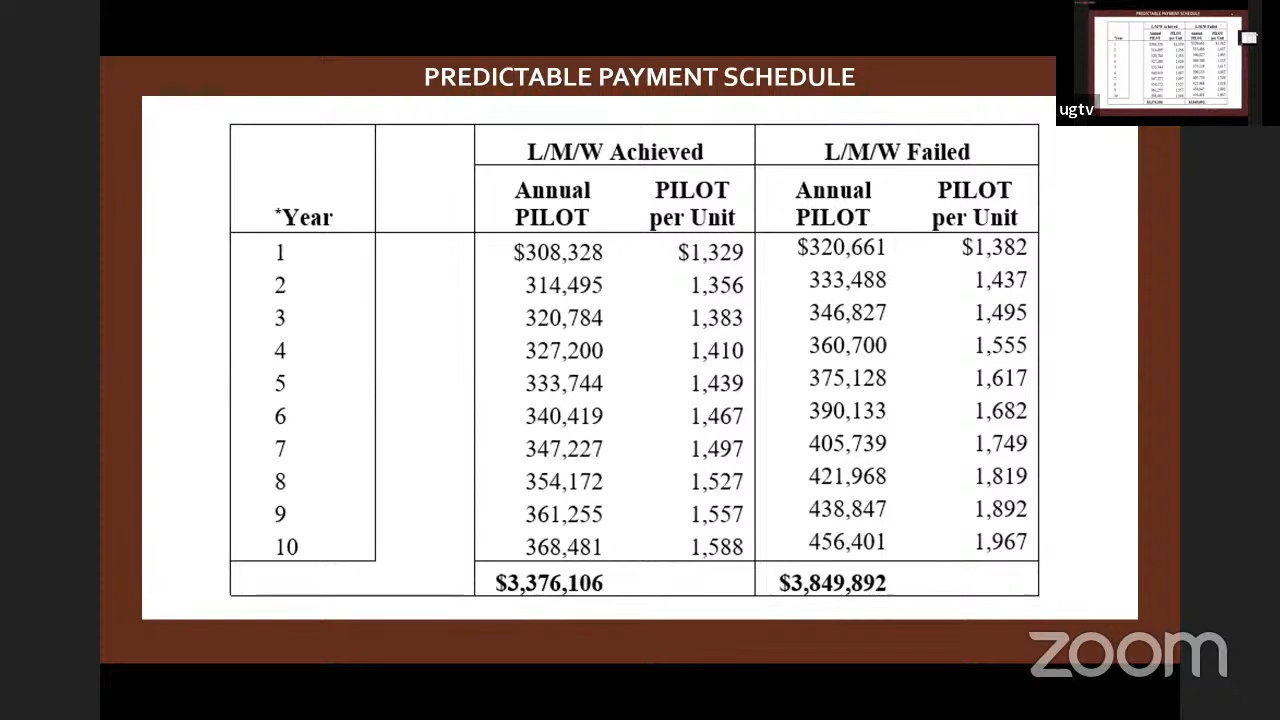 PREDICTABLE PAYMENT SCHEDULE
L/M/W Achieved L/M/W Failed
Annual PILOT Annual PILOT
*Year PILOT per Unit PILOT per Unit
1 $308,328 $1,329 $320,661 $1,382
2 314,495 1,356 333,488 1,437
3 320,784 1,383 346,827 1,495
4 327,200 1,410 360,700 1,555
5 333,744 1,439 375,128 1,617
6 340,419 1,467 390,133 1,682
7 347,227 1,497 405,739 1,749
8 354,172 1,527 421,968 1,819
9 361,255 1,557 438,847 1,892
10 368,481 1,588 456,401 1,967
$3,376,106 $3,849,892
PREDICTABLE PAYMENT SCHEDULE
ugtv
zoom